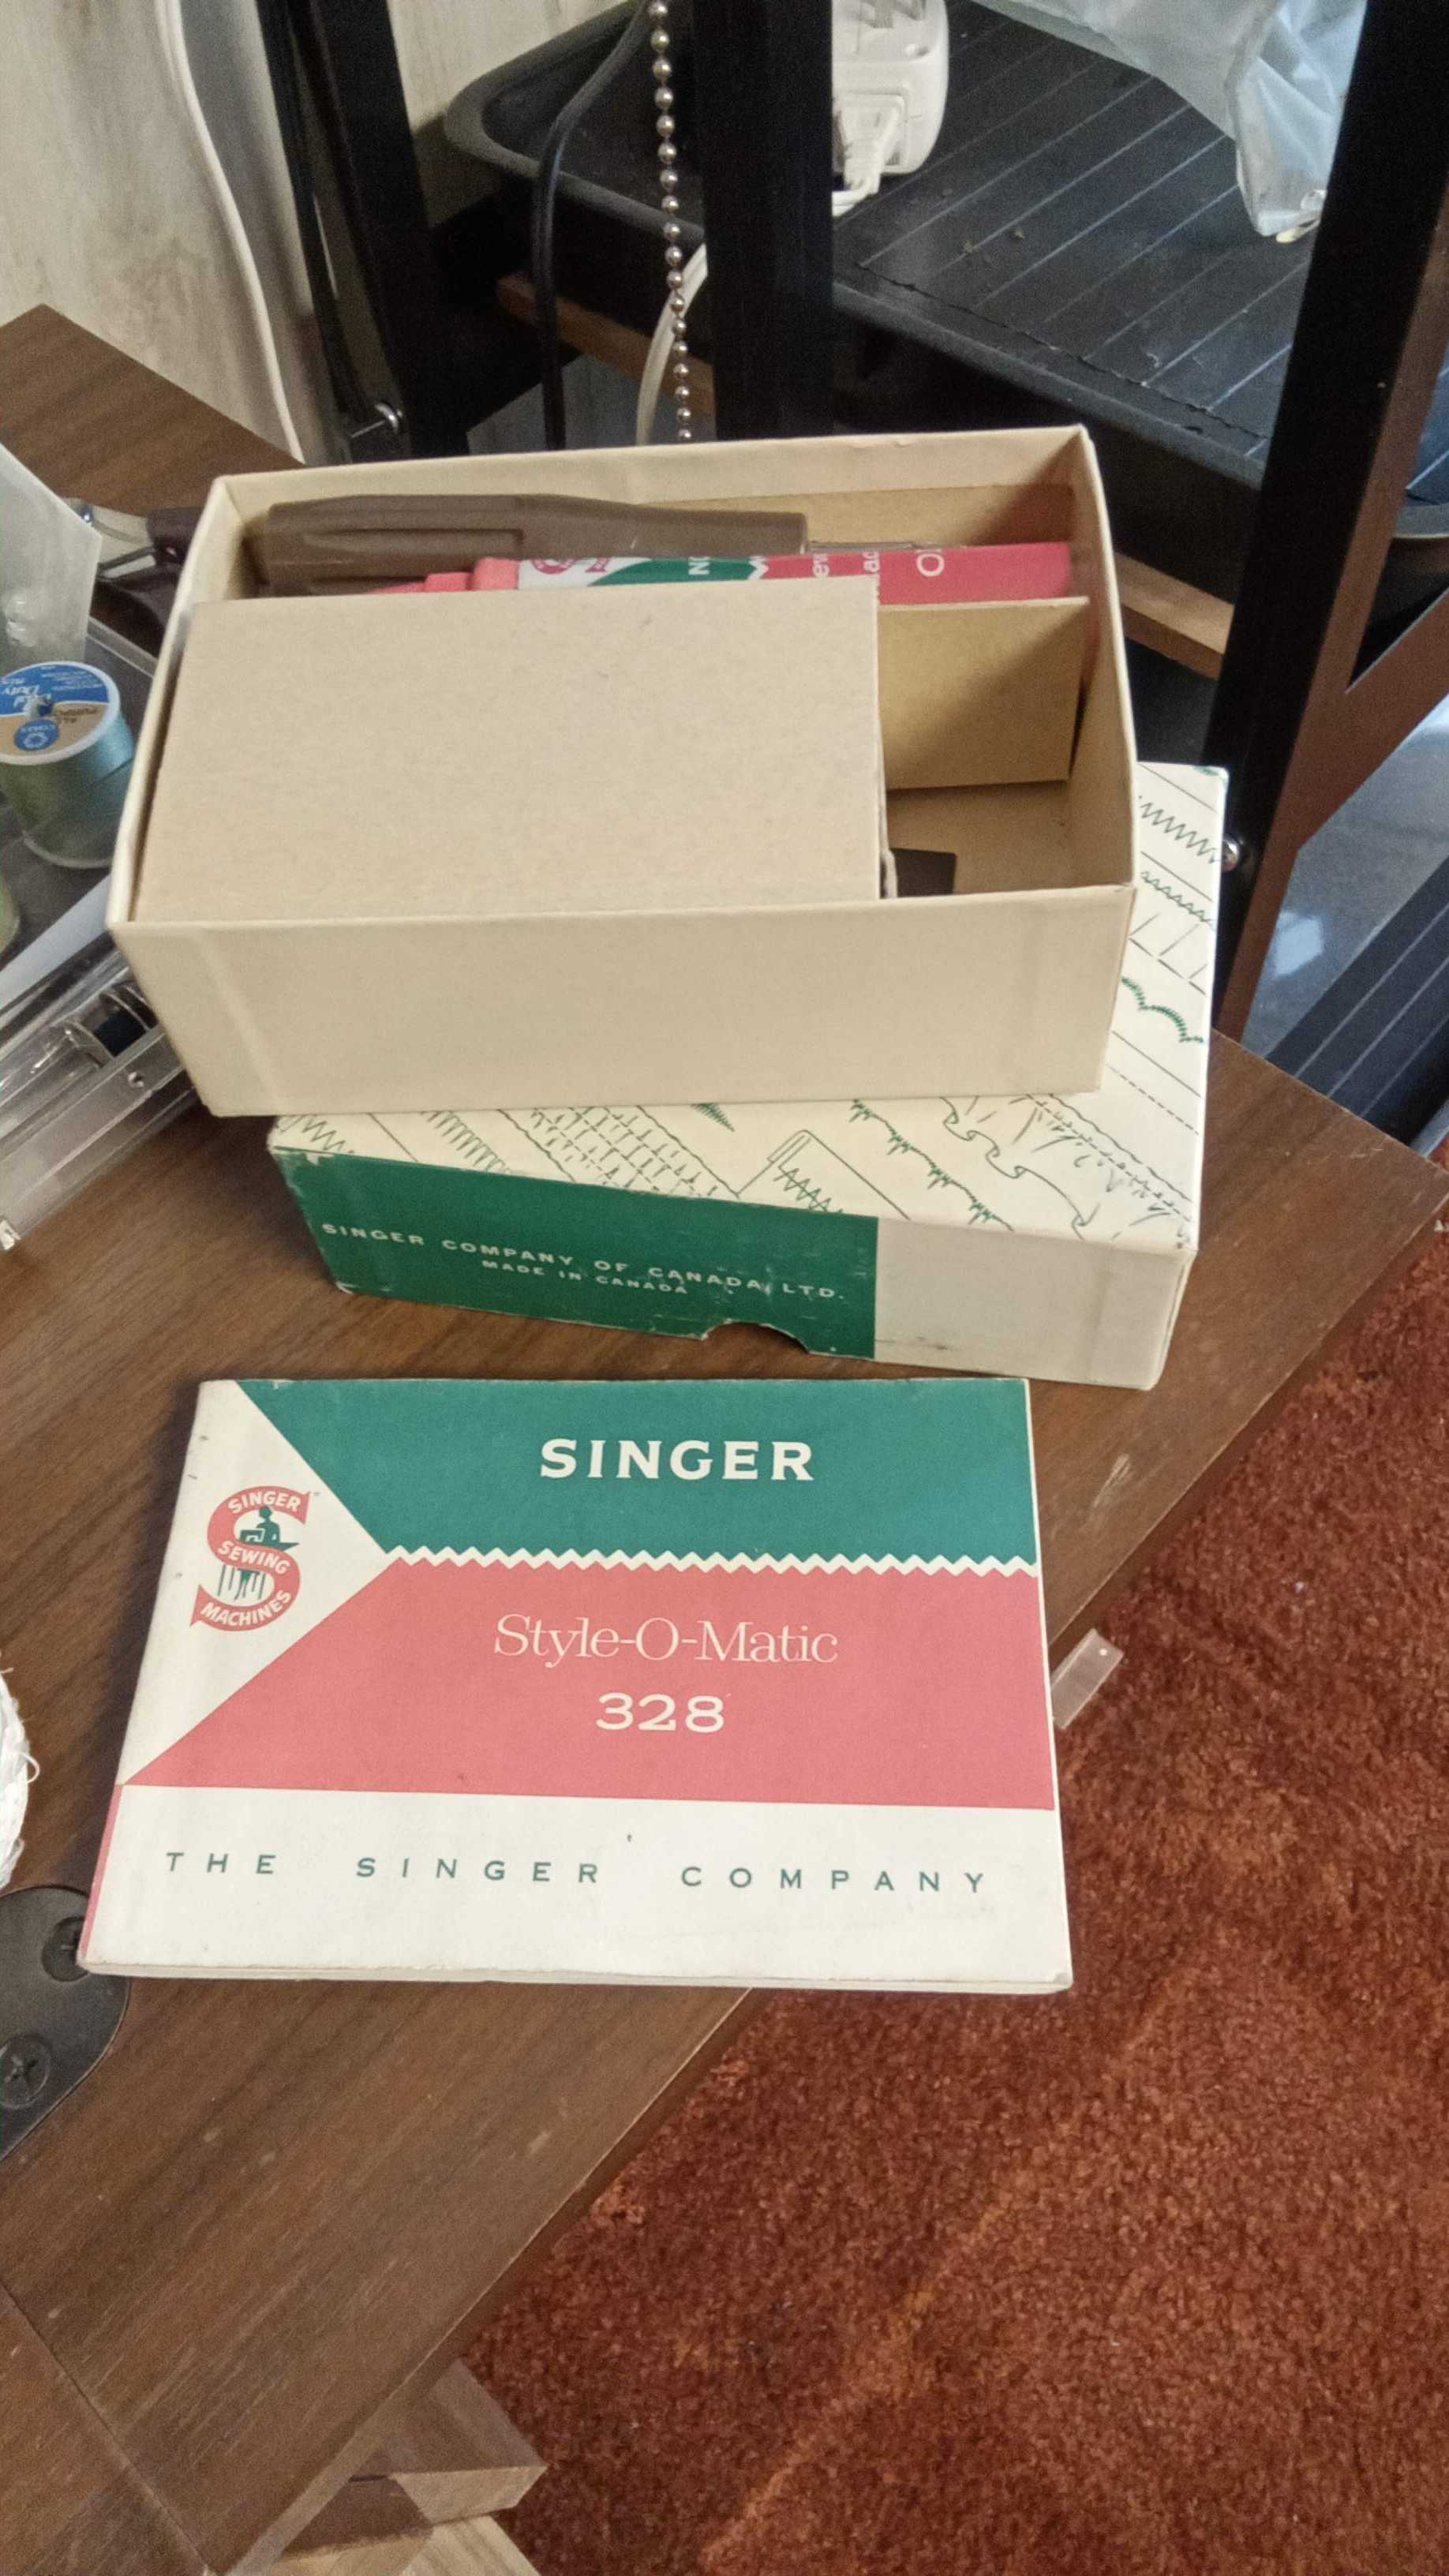 SINGER COMPANY OF CANADA, LTD.
MADE IN CANADA
SINGER
SINGER
SEWING
MACHINES
Style-O-Matic
328
THE SINGER COMPANY